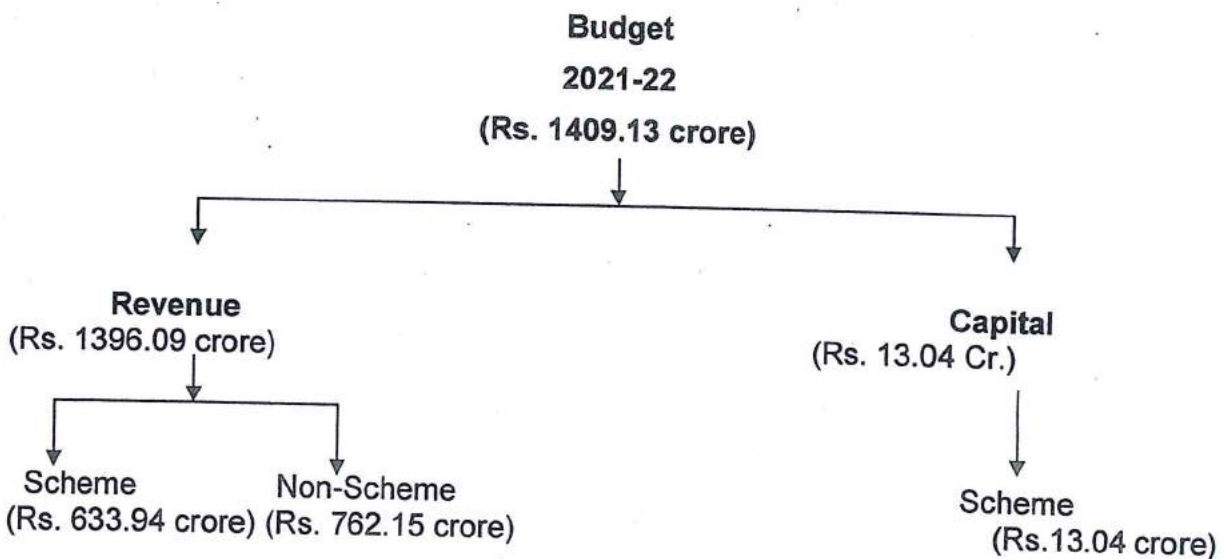 Budget
2021-22
(Rs. 1409.13 crore)
Revenue
(Rs. 1396.09 crore)
Capital
(Rs. 13.04 Cr.)
Scheme
(Rs. 633.94 crore)
Non-Scheme
(Rs. 762.15 crore)
Scheme
(Rs.13.04 crore)